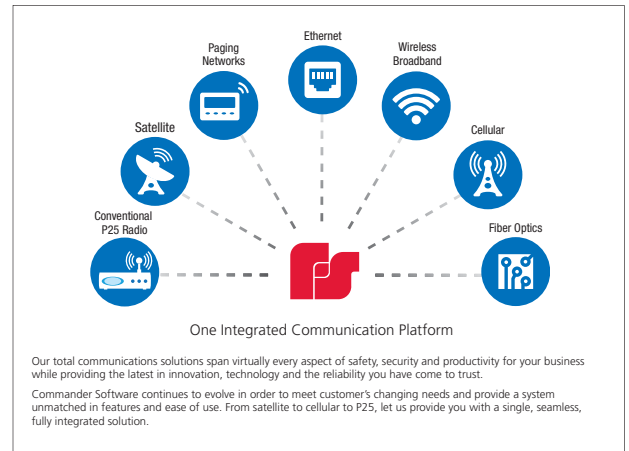 Ethernet
Paging
Networks
Wireless
Broadband
Satellite
Cellular
Conventional
P25 Radio
Fiber Optics
One Integrated Communication Platform
Our total communications solutions span virtually every aspect of safety, security and productivity for your business
while providing the latest in innovation, technology and the reliability you have come to trust.
Commander Software continues to evolve in order to meet customer's changing needs and provide a system
unmatched in features and ease of use. From satellite to cellular to P25, let us provide you with a single, seamless,
fully integrated solution.